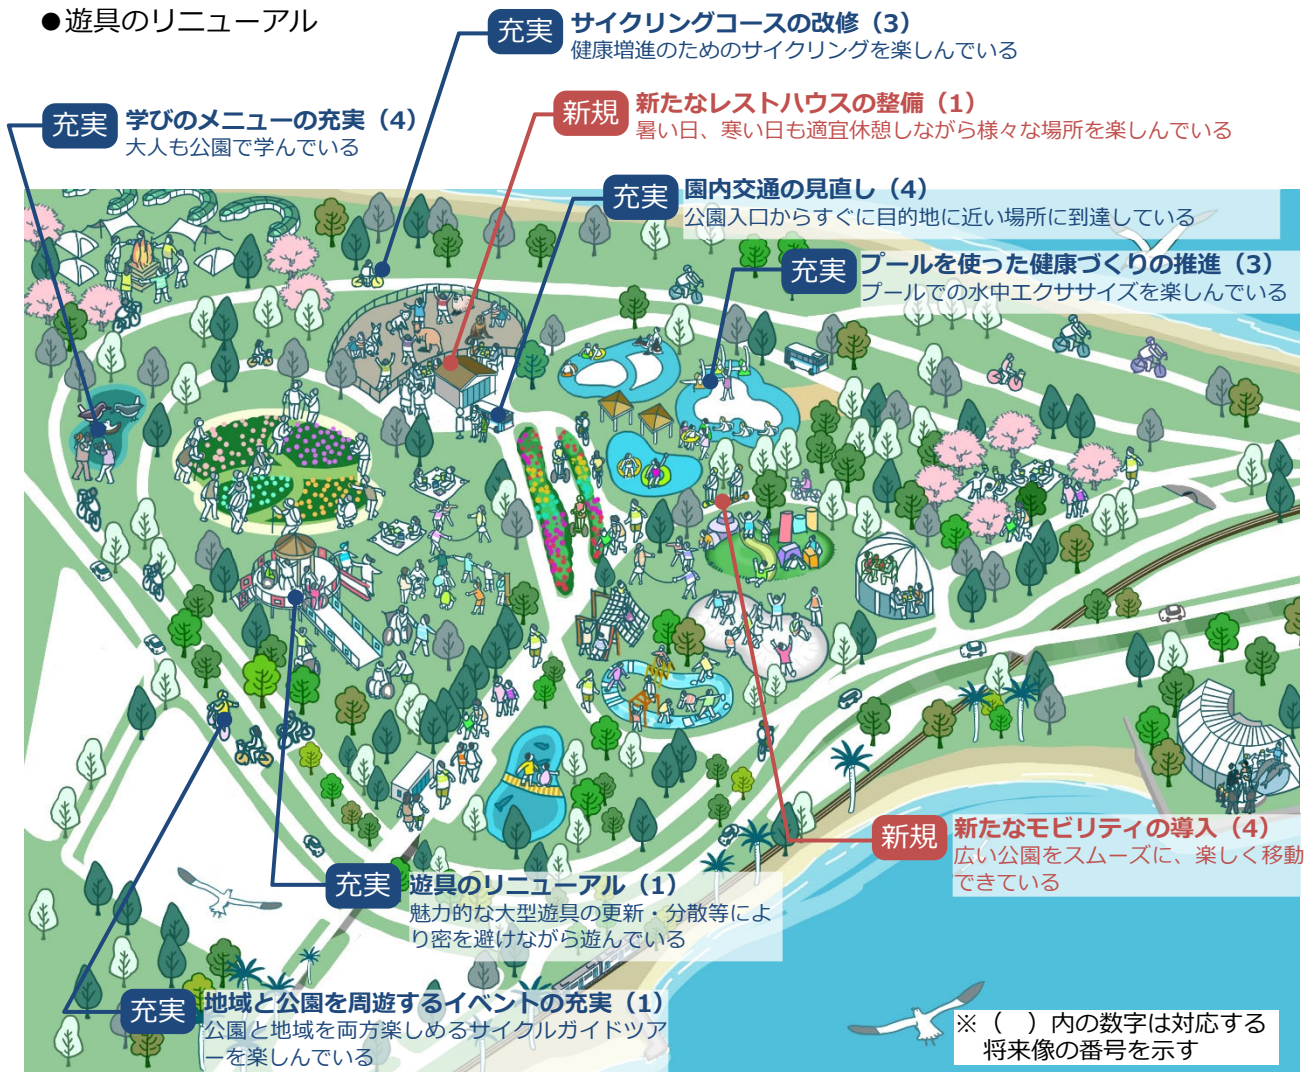 ●遊具のリニューアル
充実 サイクリングコースの改修（3）
健康増進のためのサイクリングを楽しんでいる
新規 新たなレストハウスの整備（1）
暑い日、寒い日も適宜休憩しながら様々な場所を楽しんでいる
充実 学びのメニューの充実（4）
大人も公園で学んでいる
充実 園内交通の見直し（4）
公園入口からすぐに目的地に近い場所に到達している
充実 プールを使った健康づくりの推進（3）
プールでの水中エクササイズを楽しんでいる
新規 新たなモビリティの導入（4）
広い公園をスムーズに、楽しく移動
できている
充実 遊具のリニューアル（1）
魅力的な大型遊具の更新・分散等によ
り密を避けながら遊んでいる
充実 地域と公園を周遊するイベントの充実（1）
公園と地域を両方楽しめるサイクルガイドツア
ーを楽しんでいる
※（　）内の数字は対応する
将来像の番号を示す